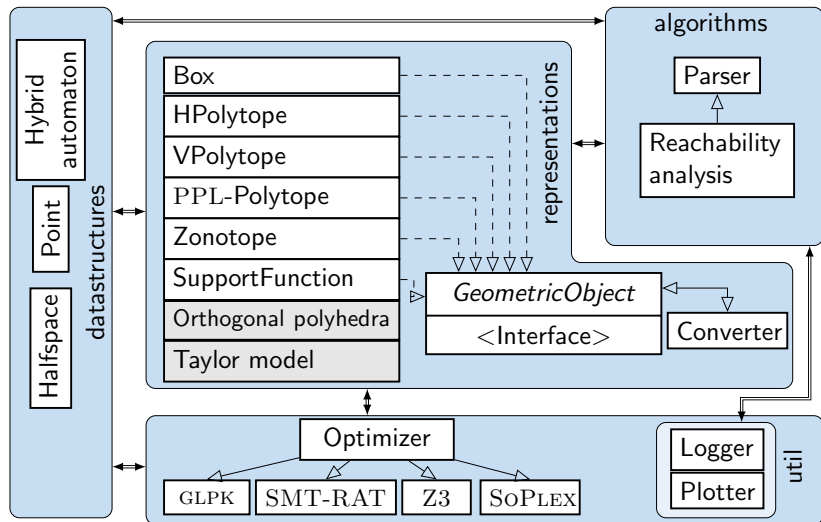 Hybrid
automaton
Point
Halfspace
datastructures
Box
HPolytope
VPolytope
PPL-Polytope
Zonotope
SupportFunction
Orthogonal polyhedra
Taylor model
representations
GeometricObject
<Interface>
Converter
algorithms
Parser
Reachability
analysis
Optimizer
GLPK
SMT-RAT
Z3
SOPLEX
Logger
Plotter
util